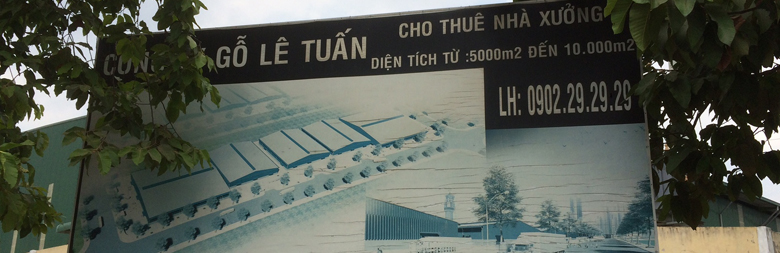 GỖ LÊ TUẤN
CHO THUÊ NHÀ XƯỞNG
DIỆN TÍCH TỪ :5000m2 ĐẾN 10.000m2
LH: 0902.29.29.29